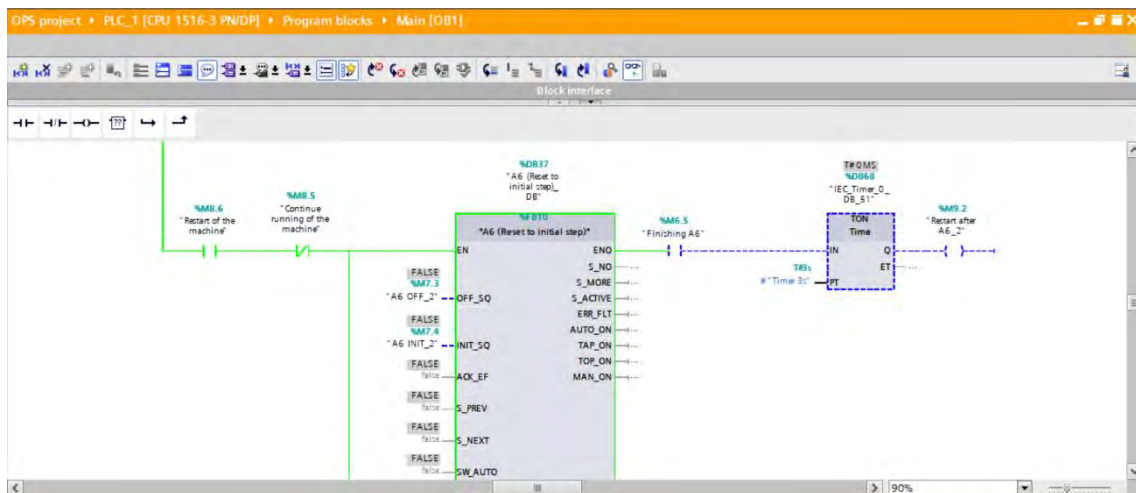 OPS project ▸ PLC_1 [CPU 1516-3 PN/DP] ▸ Program blocks ▸ Main [OB1]
Block interface
%M8.6
"Restart of the
machine"
%M8.5
"Continue
running of the
machine"
%DB37
"A6 (Reset to
initial step)_
DB"
%FB10
"A6 (Reset to initial step)"
EN
ENO
S_NO
S_MORE
S_ACTIVE
ERR_FLT
AUTO_ON
TAP_ON
TOP_ON
MAN_ON
FALSE
%M7.3
"A6 OFF_2"
OFF_SQ
FALSE
%M7.4
"A6 INIT_2"
INIT_SQ
FALSE
false
ACK_EF
FALSE
false
S_PREV
FALSE
false
S_NEXT
FALSE
false
SW_AUTO
%M6.5
"Finishing A6"
T#0MS
%DB68
"IEC_Timer_0_
DB_51"
TON
Time
IN
Q
ET
PT
T#3s
#"Timer 3s"
%M9.2
"Restart after
A6_2"
90%